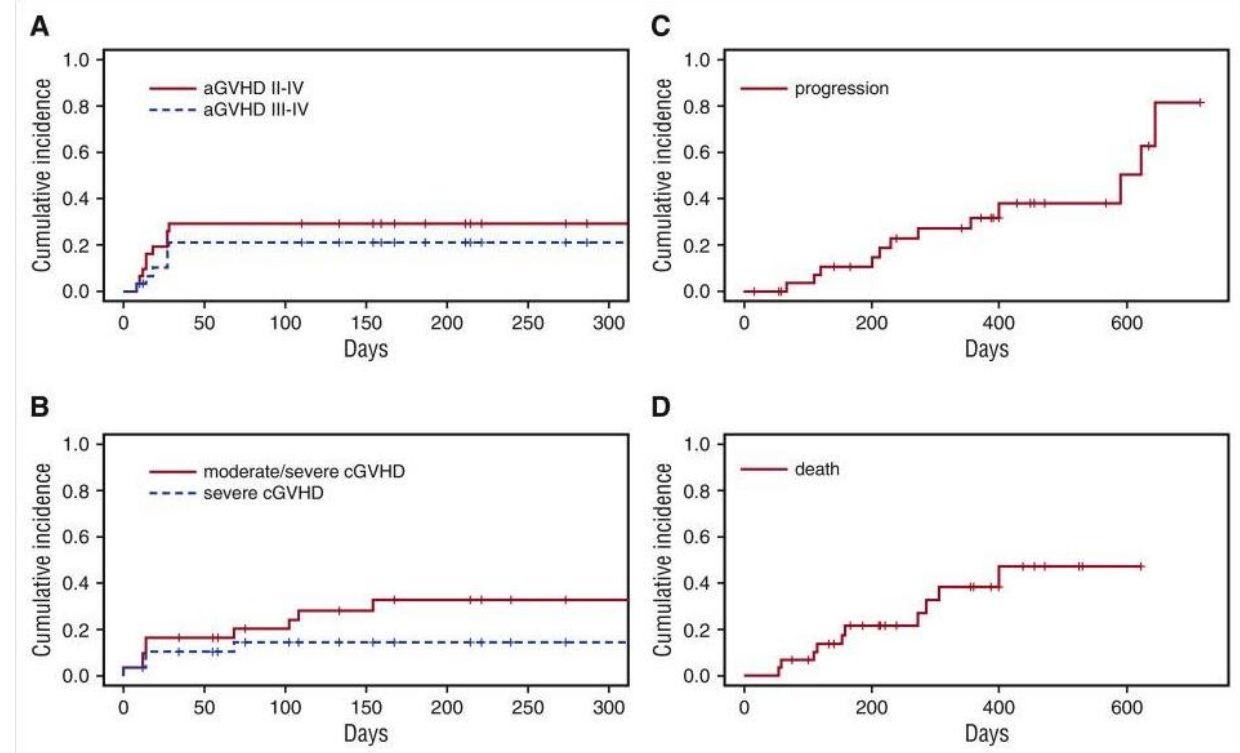 A
1.0
0.8
0.6
0.4
0.2
0.0
Cumulative incidence
aGVHD II-IV
aGVHD III-IV
0 50 100 150 200 250 300
Days
C
1.0
0.8
0.6
0.4
0.2
0.0
Cumulative incidence
progression
0 200 400 600
Days
B
1.0
0.8
0.6
0.4
0.2
0.0
Cumulative incidence
moderate/severe cGVHD
severe cGVHD
0 50 100 150 200 250 300
Days
D
1.0
0.8
0.6
0.4
0.2
0.0
Cumulative incidence
death
0 200 400 600
Days